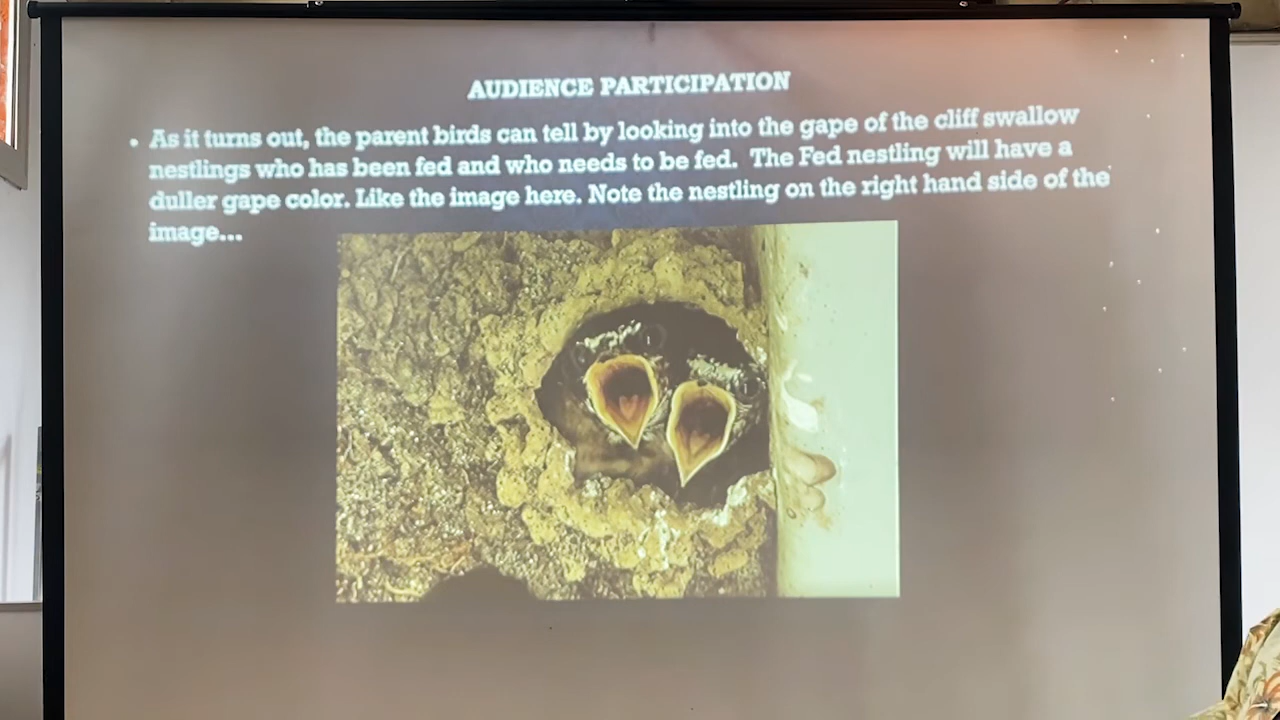 AUDIENCE PARTICIPATION
• As it turns out, the parent birds can tell by looking into the gape of the cliff swallow
nestlings who has been fed and who needs to be fed. The Fed nestling will have a
duller gape color. Like the image here. Note the nestling on the right hand side of the
image...